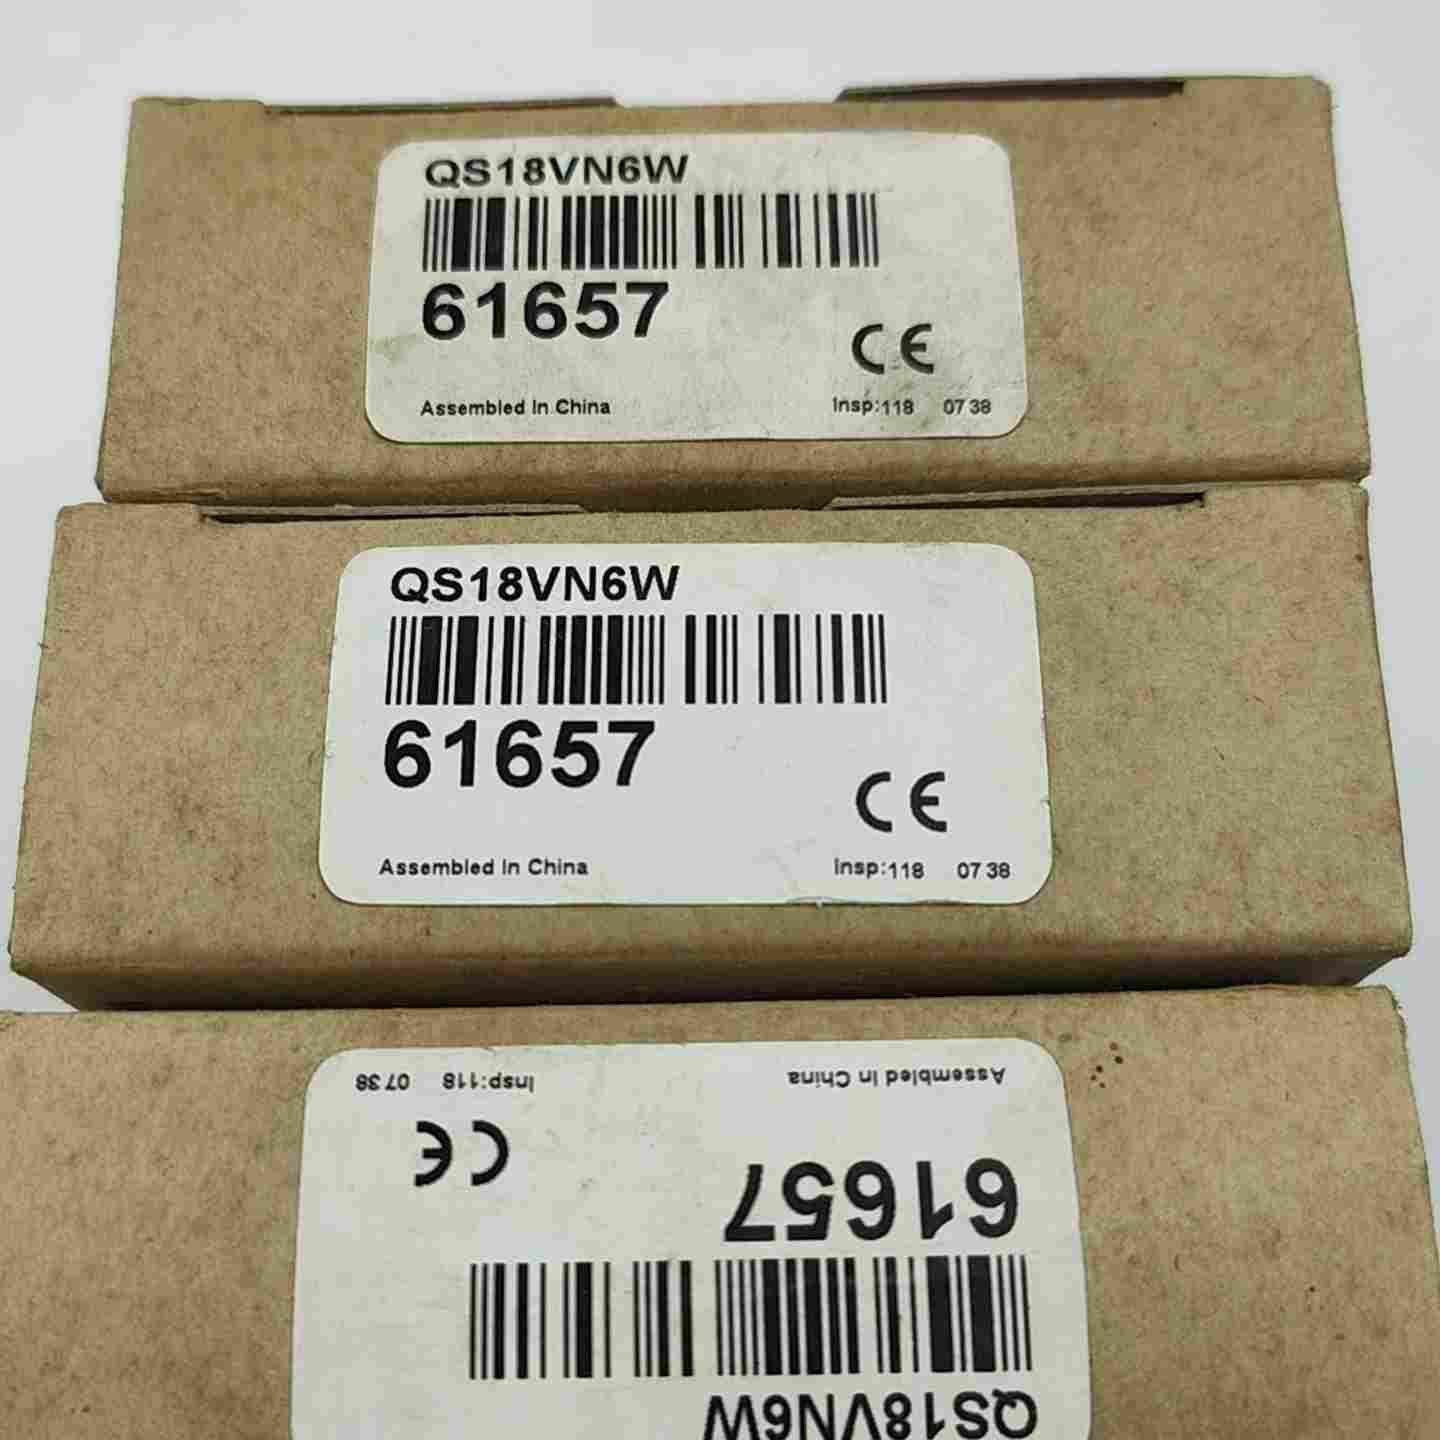 QS18VN6W
61657
CE
Assembled In China
Insp:118 07 38
QS18VN6W
61657
CE
Assembled In China
Insp:118 07 38
QS18VN6W
61657
CE
Assembled In China
Insp:118 07 38